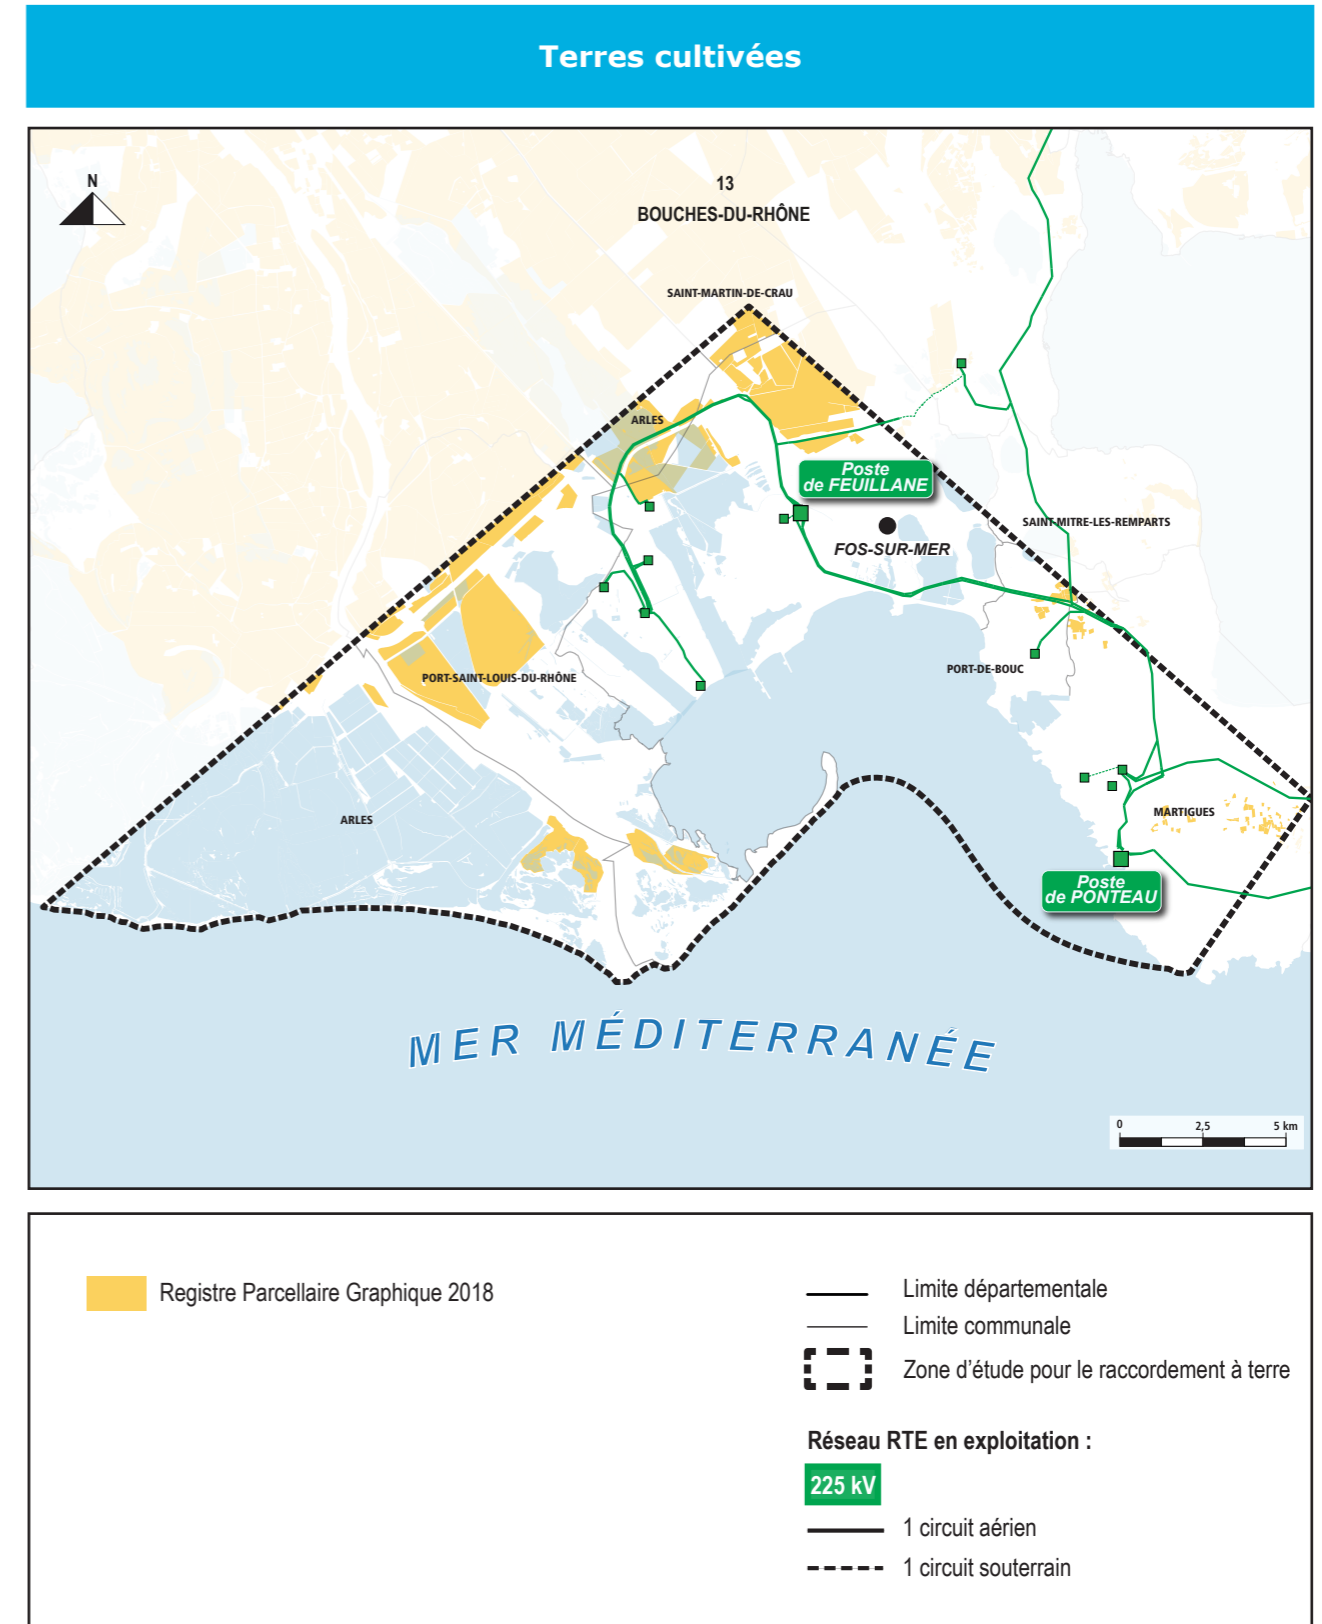 Terres cultivées
N
13
BOUCHES-DU-RHÔNE
SAINT-MARTIN-DE-CRAU
ARLES
Poste
de FEUILLANE
FOS-SUR-MER
SAINT-MITRE-LES-REMPARTS
PORT-SAINT-LOUIS-DU-RHÔNE
PORT-DE-BOUC
ARLES
MARTIGUES
Poste
de PONTEAU
MER MÉDITERRANÉE
0 2,5 5 km
Registre Parcellaire Graphique 2018
Limite départementale
Limite communale
Zone d'étude pour le raccordement à terre
Réseau RTE en exploitation :
225 kV
1 circuit aérien
1 circuit souterrain